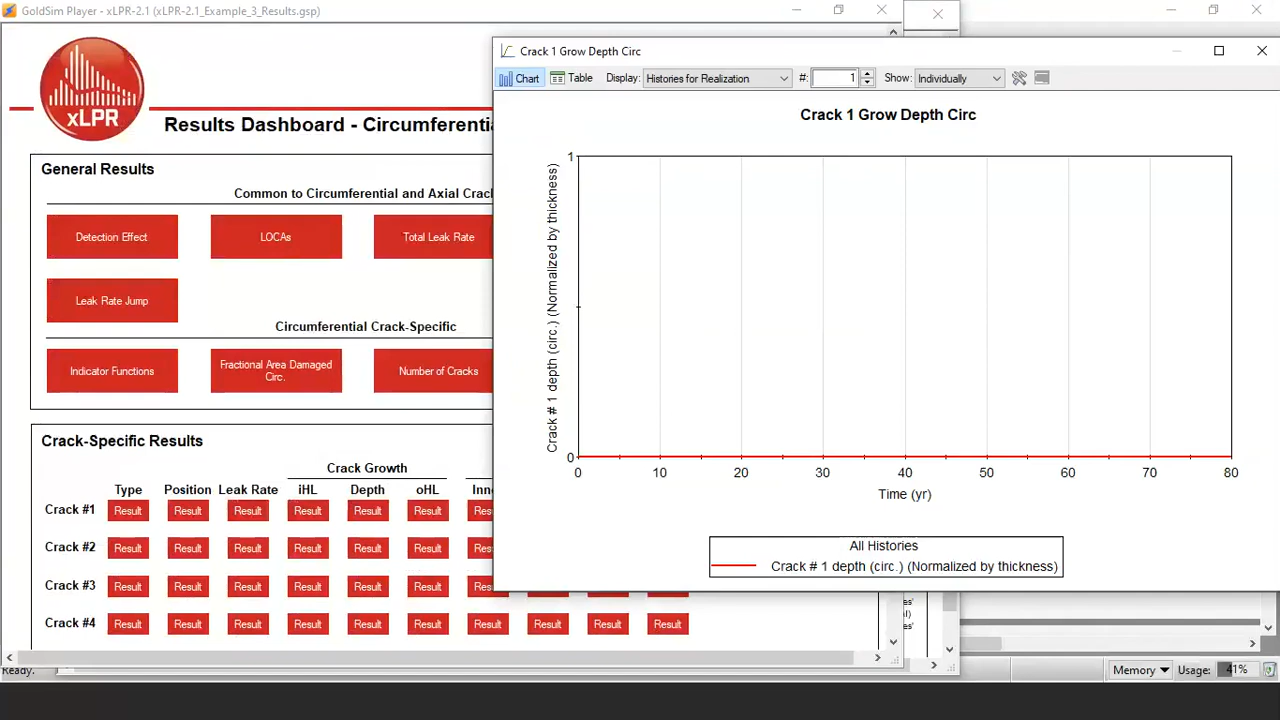 GoldSim Player - xLPR-2.1 (xLPR-2.1_Example_3_Results.gsp)
xLPR
Results Dashboard - Circumferentia
General Results
Common to Circumferential and Axial Crack
Detection Effect
LOCAs
Total Leak Rate
Leak Rate Jump
Circumferential Crack-Specific
Indicator Functions
Fractional Area Damaged
Circ.
Number of Cracks
Crack-Specific Results
Crack Growth
Type Position Leak Rate iHL Depth oHL Inne
Crack #1 Result Result Result Result Result Result Resu
Crack #2 Result Result Result Result Result Result Resu
Crack #3 Result Result Result Result Result Result Resu
Crack #4 Result Result Result Result Result Result Result Result Result Result
Ready.
Crack 1 Grow Depth Circ
Chart Table Display: Histories for Realization #: 1 Show: Individually
Crack 1 Grow Depth Circ
Crack # 1 depth (circ.) (Normalized by thickness)
1
0
0 10 20 30 40 50 60 70 80
Time (yr)
All Histories
Crack # 1 depth (circ.) (Normalized by thickness)
Memory Usage: 41%